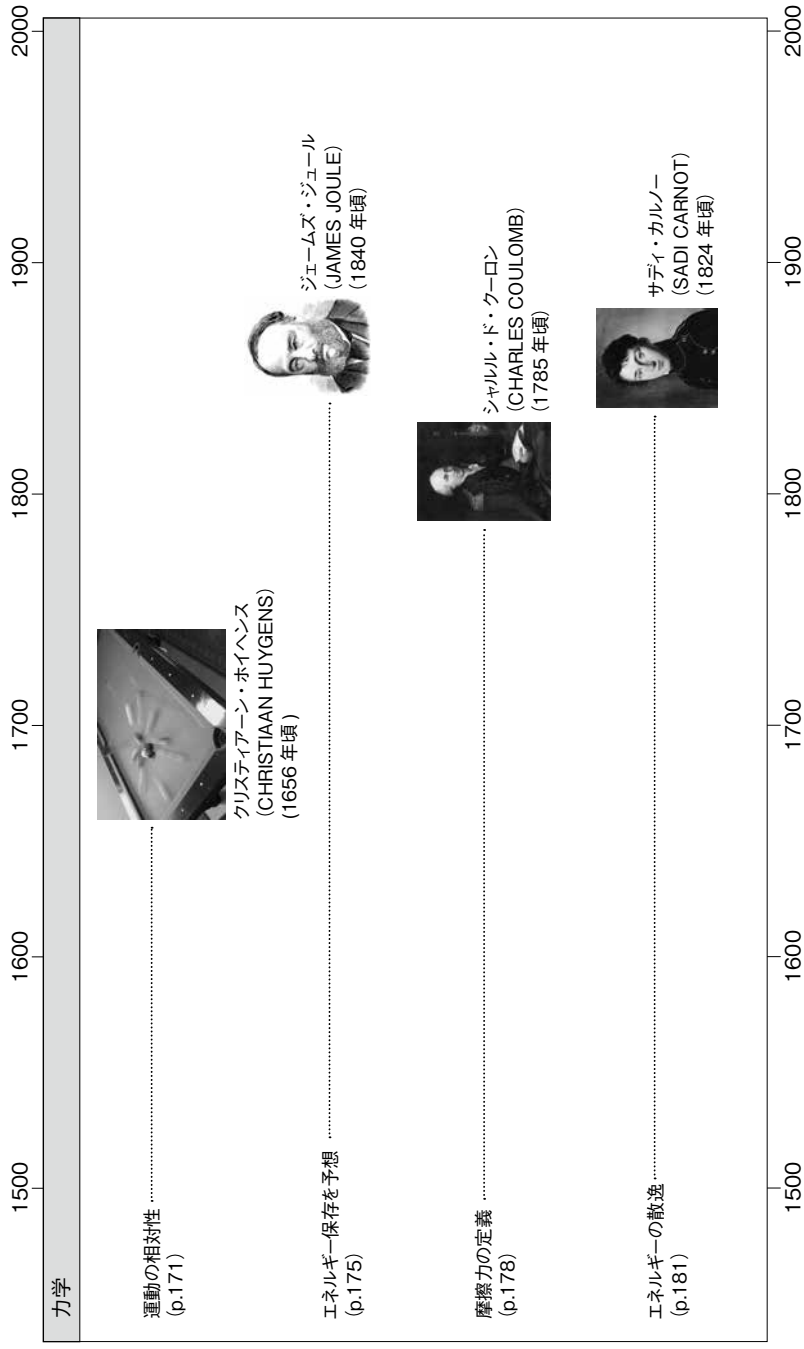 力学
1500
1600
1700
1800
1900
2000
運動の相対性
(p.171)
クリスティアーン・ホイヘンス
(CHRISTIAAN HUYGENS)
(1656 年頃 )
エネルギー保存を予想
(p.175)
ジェームズ・ジュール
(JAMES JOULE)
(1840 年頃)
摩擦力の定義
(p.178)
シャルル・ド・クーロン
(CHARLES COULOMB)
(1785 年頃)
エネルギーの散逸
(p.181)
サディ・カルノー
(SADI CARNOT)
(1824 年頃)
1500
1600
1700
1800
1900
2000